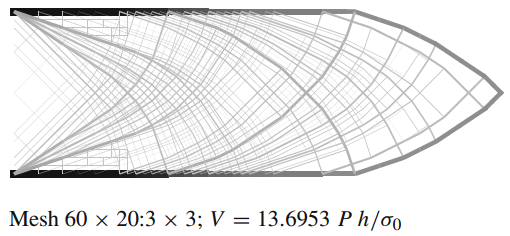 Mesh 60 × 20:3 × 3; V = 13.6953 P h/σ₀